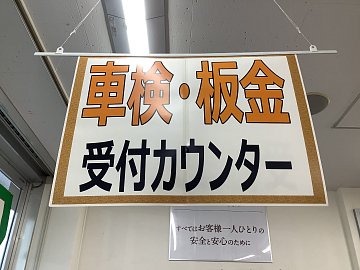 車検・板金
受付カウンター
すべてはお客様一人ひとりの
安全と安心のために